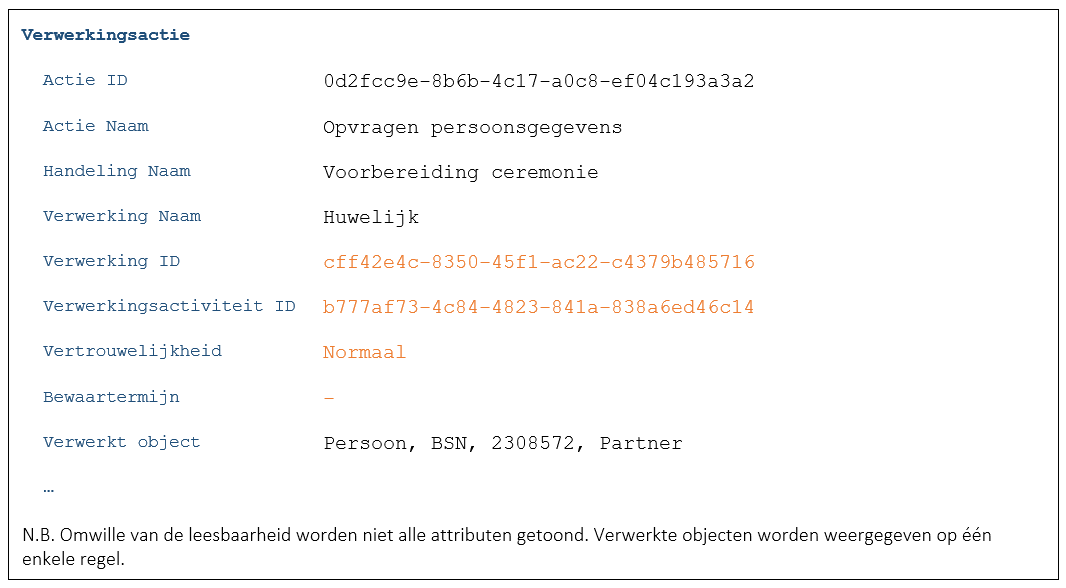 Verwerkingsactie
Actie ID 0d2fcc9e-8b6b-4c17-a0c8-ef04c193a3a2
Actie Naam Opvragen persoonsgegevens
Handeling Naam Voorbereiding ceremonie
Verwerking Naam Huwelijk
Verwerking ID cff42e4c-8350-45f1-ac22-c4379b485716
Verwerkingsactiviteit ID b777af73-4c84-4823-841a-838a6ed46c14
Vertrouwelijkheid Normaal
Bewaartermijn -
Verwerkt object Persoon, BSN, 2308572, Partner
…
N.B. Omwille van de leesbaarheid worden niet alle attributen getoond. Verwerkte objecten worden weergegeven op één
enkele regel.